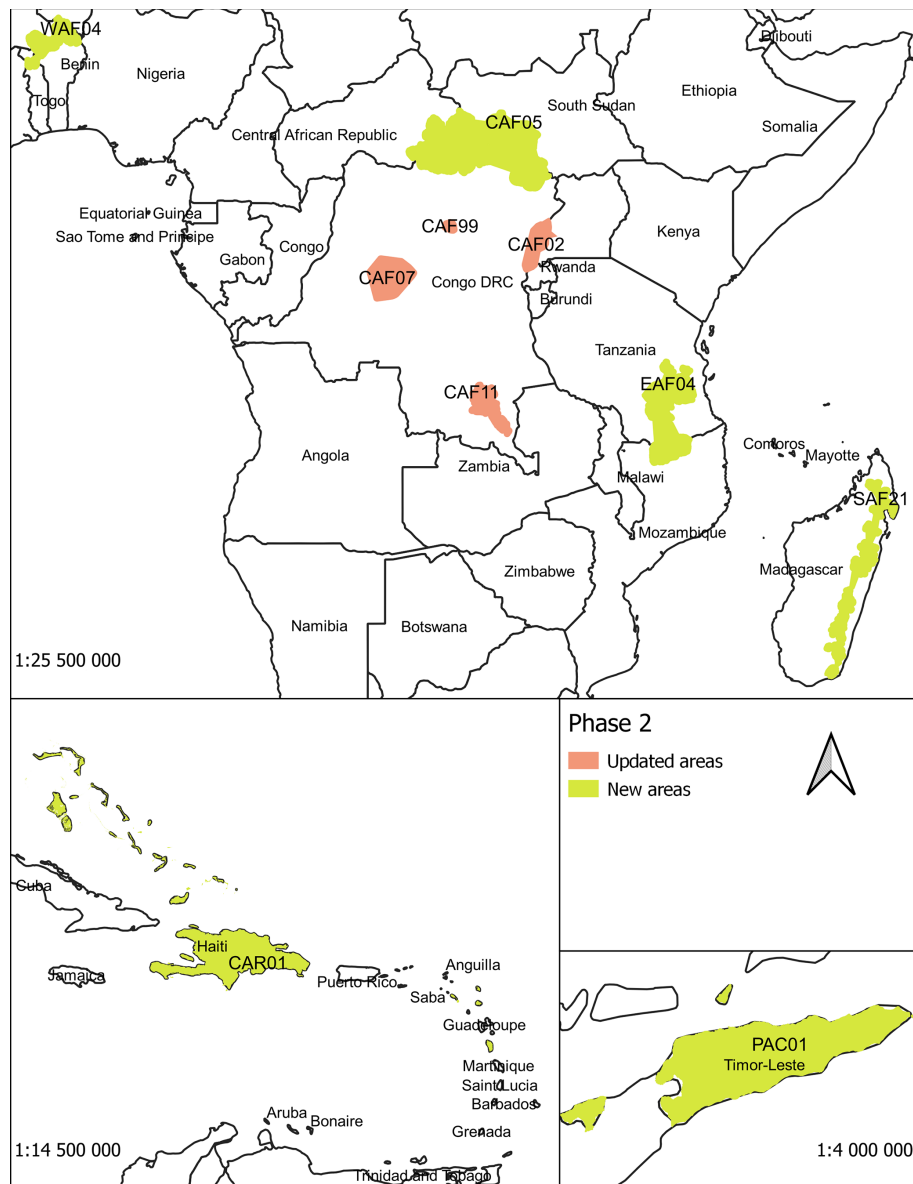 WAF04
Djibouti
Benin
Nigeria
Ethiopia
Togo
South Sudan
CAF05
Somalia
Central African Republic
Equatorial Guinea
CAF99
Kenya
Sao Tome and Principe
Congo
CAF02
Gabon
Rwanda
CAF07
Congo DRC
Burundi
Tanzania
EAF04
CAF11
Comoros
Mayotte
Angola
Zambia
Malawi
SAF21
Mozambique
Madagascar
Zimbabwe
Namibia
Botswana
1:25 500 000
Phase 2
Updated areas
New areas
Cuba
Haiti
CAR01
Jamaica
Puerto Rico
Anguilla
Saba
Guadeloupe
Martinique
Saint Lucia
Barbados
Aruba
Bonaire
Grenada
Trinidad and Tobago
1:14 500 000
PAC01
Timor-Leste
1:4 000 000